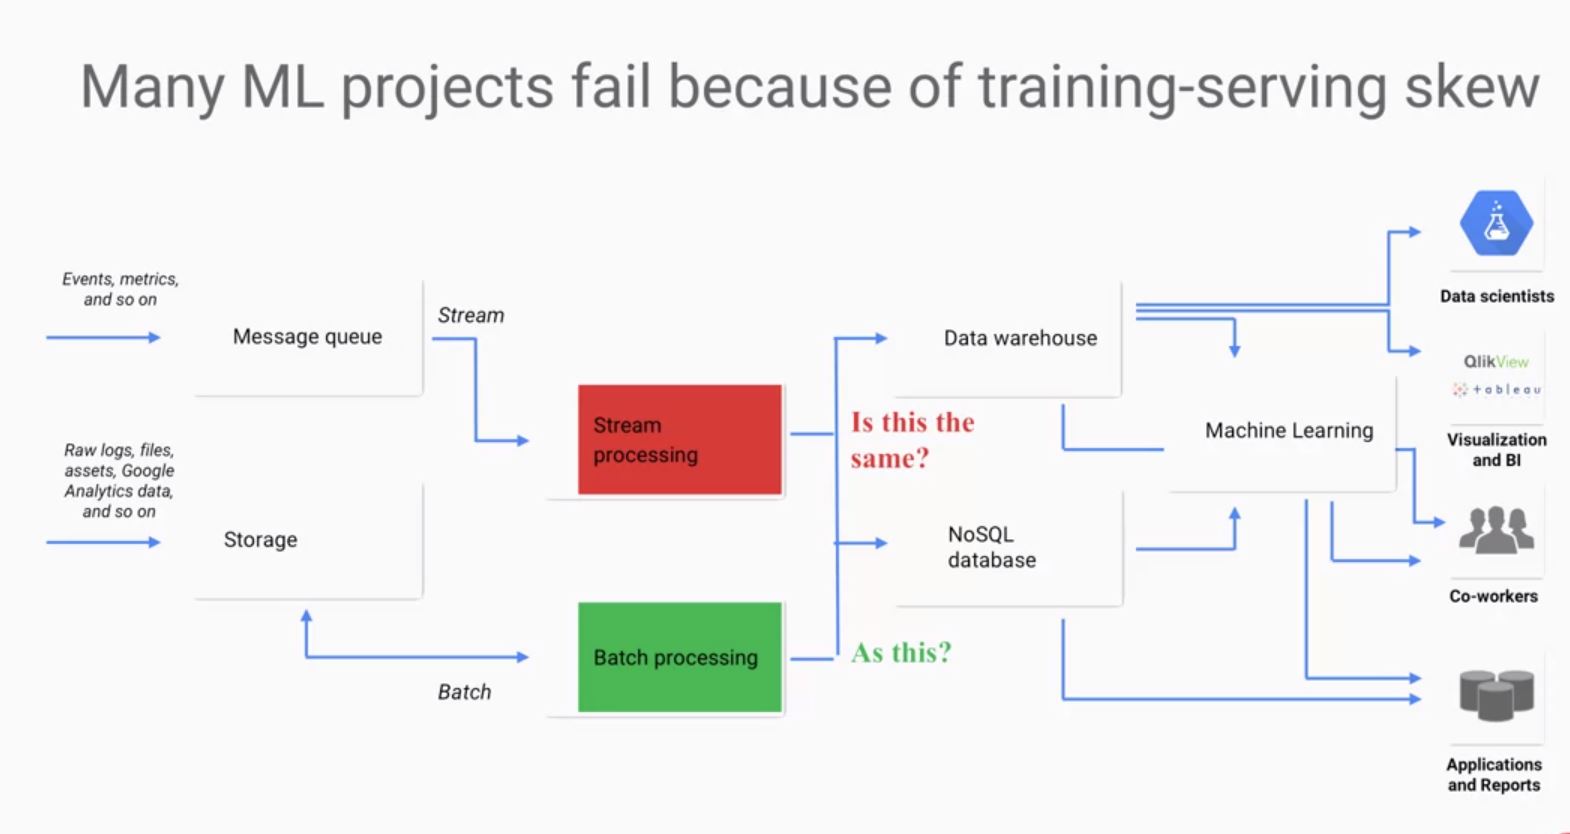 Many ML projects fail because of training-serving skew
Events, metrics,
and so on
Message queue
Stream
Raw logs, files,
assets, Google
Analytics data,
and so on
Storage
Batch
Stream
processing
Batch processing
Is this the
same?
As this?
Data warehouse
NoSQL
database
Machine Learning
Data scientists
QlikView
+ableau
Visualization
and BI
Co-workers
Applications
and Reports